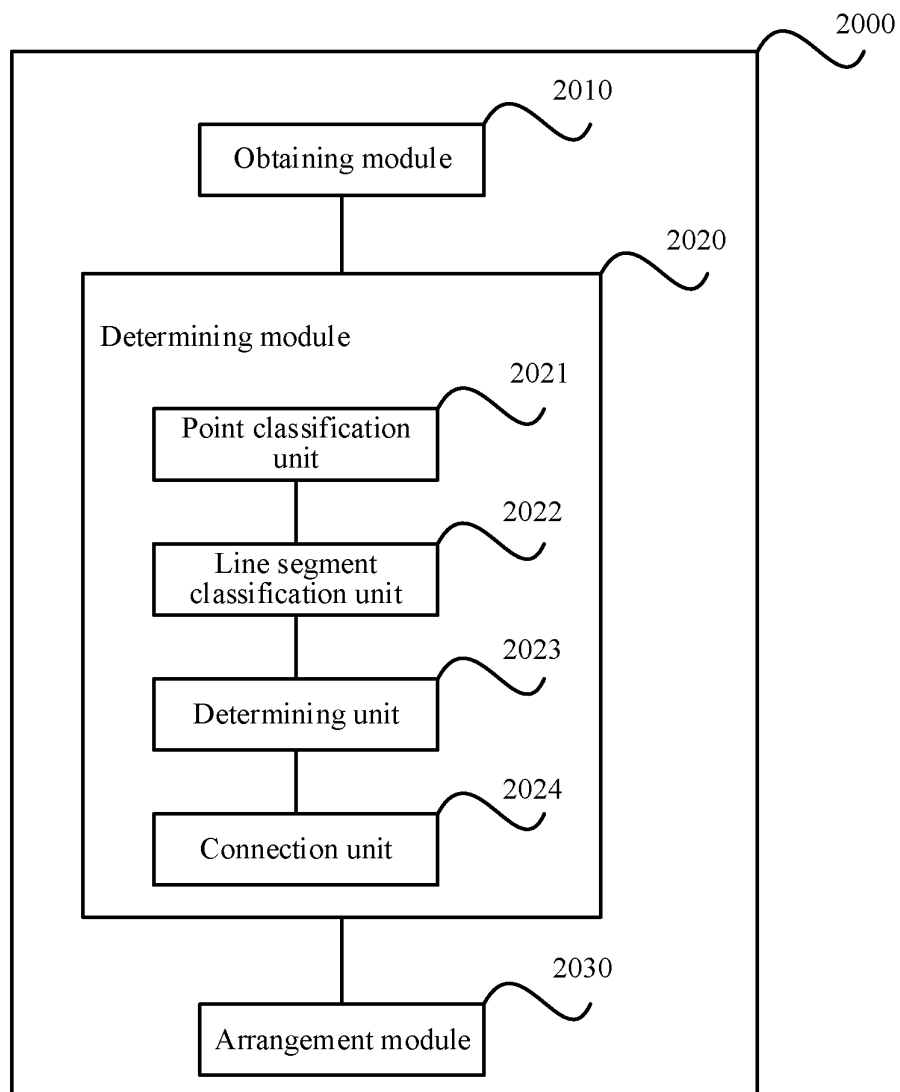 2000
2010
Obtaining module
2020
Determining module
2021
Point classification
unit
2022
Line segment
classification unit
2023
Determining unit
2024
Connection unit
2030
Arrangement module